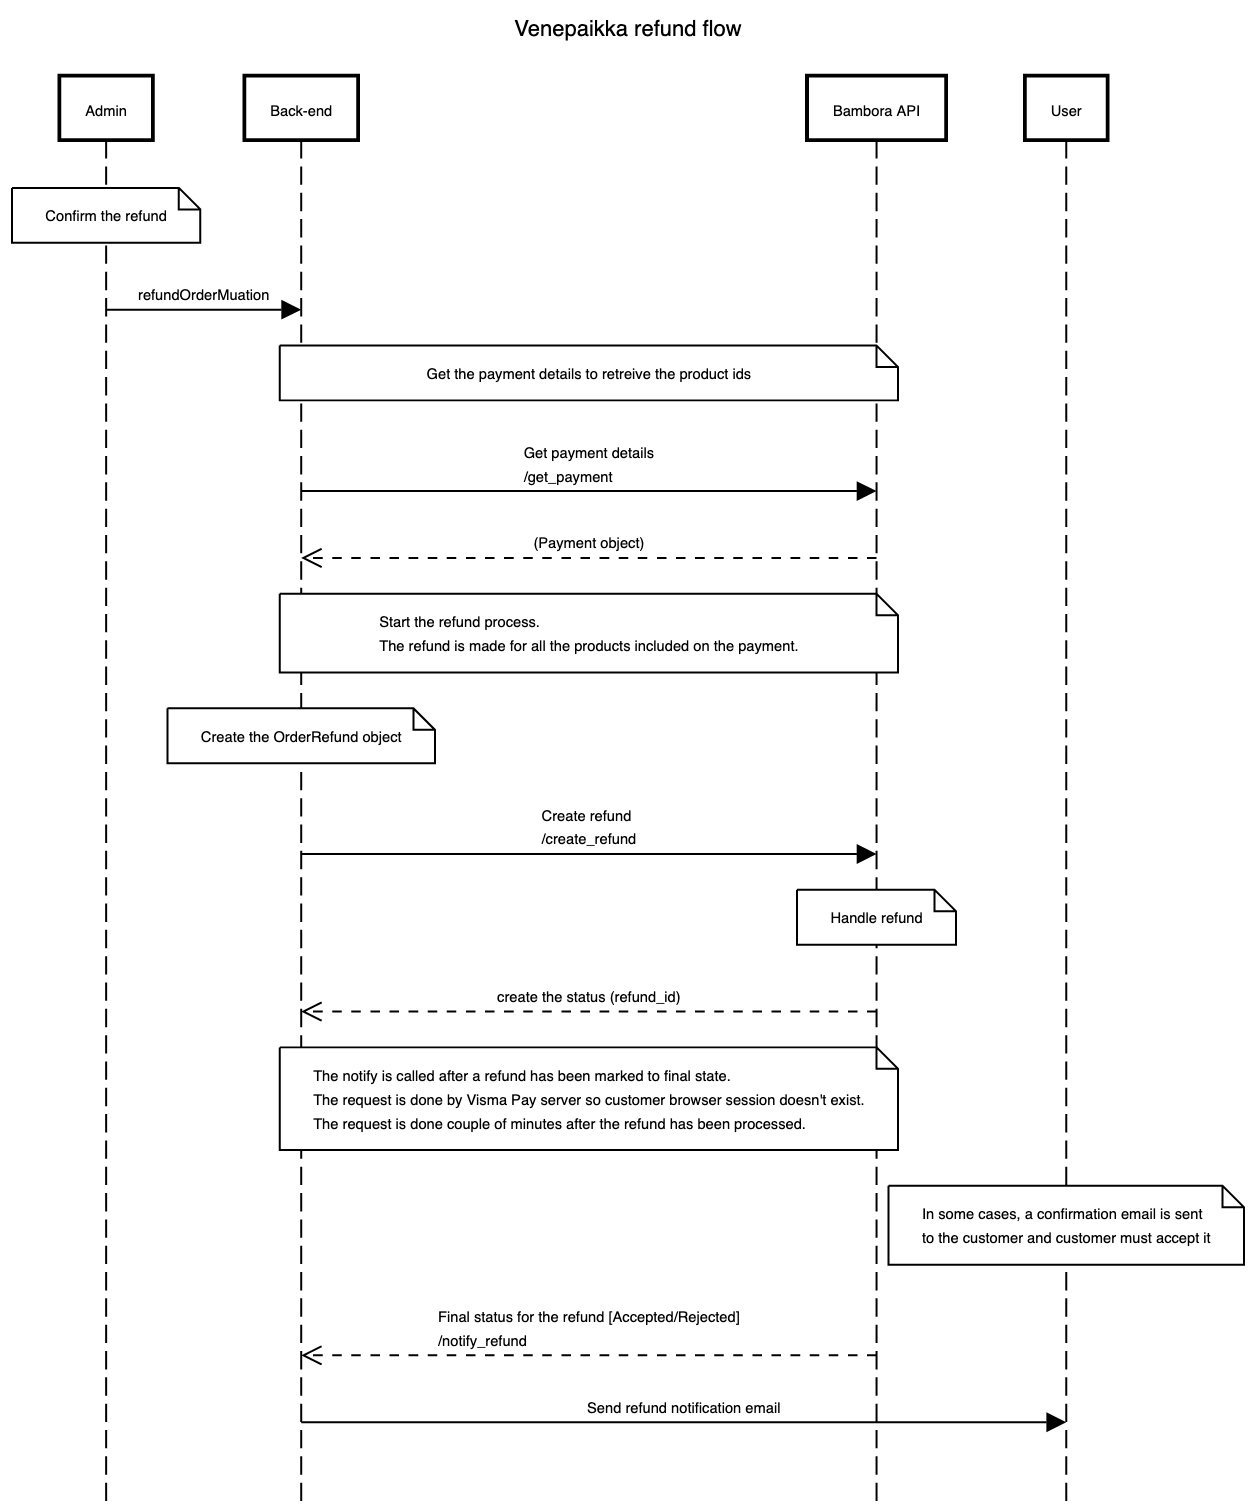 Venepaikka refund flow
Admin
Back-end
Bambora API
User
Confirm the refund
refundOrderMuation
Get the payment details to retreive the product ids
Get payment details
/get_payment
(Payment object)
Start the refund process.
The refund is made for all the products included on the payment.
Create the OrderRefund object
Create refund
/create_refund
Handle refund
create the status (refund_id)
The notify is called after a refund has been marked to final state.
The request is done by Visma Pay server so customer browser session doesn't exist.
The request is done couple of minutes after the refund has been processed.
In some cases, a confirmation email is sent
to the customer and customer must accept it
Final status for the refund [Accepted/Rejected]
/notify_refund
Send refund notification email